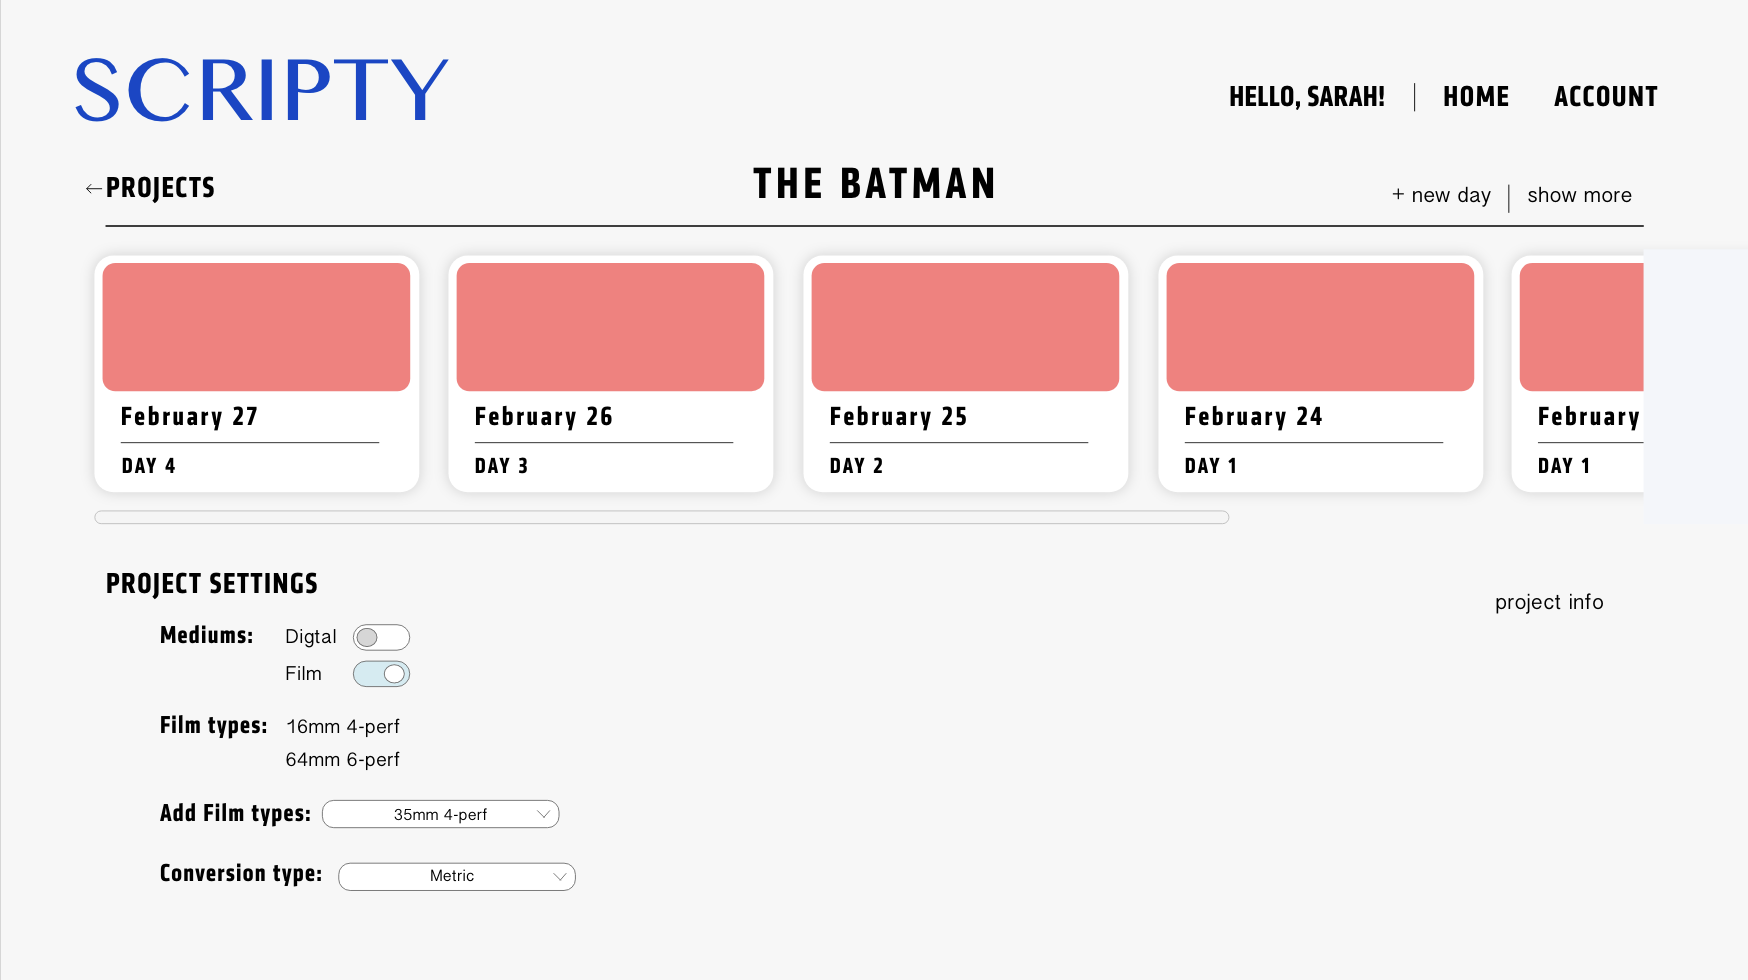 SCRIPTY
HELLO, SARAH! | HOME ACCOUNT
←PROJECTS
THE BATMAN
+ new day | show more
February 27
DAY 4
February 26
DAY 3
February 25
DAY 2
February 24
DAY 1
February
DAY 1
PROJECT SETTINGS
project info
Mediums: Digtal
Film
Film types: 16mm 4-perf
64mm 6-perf
Add Film types: 35mm 4-perf
Conversion type: Metric